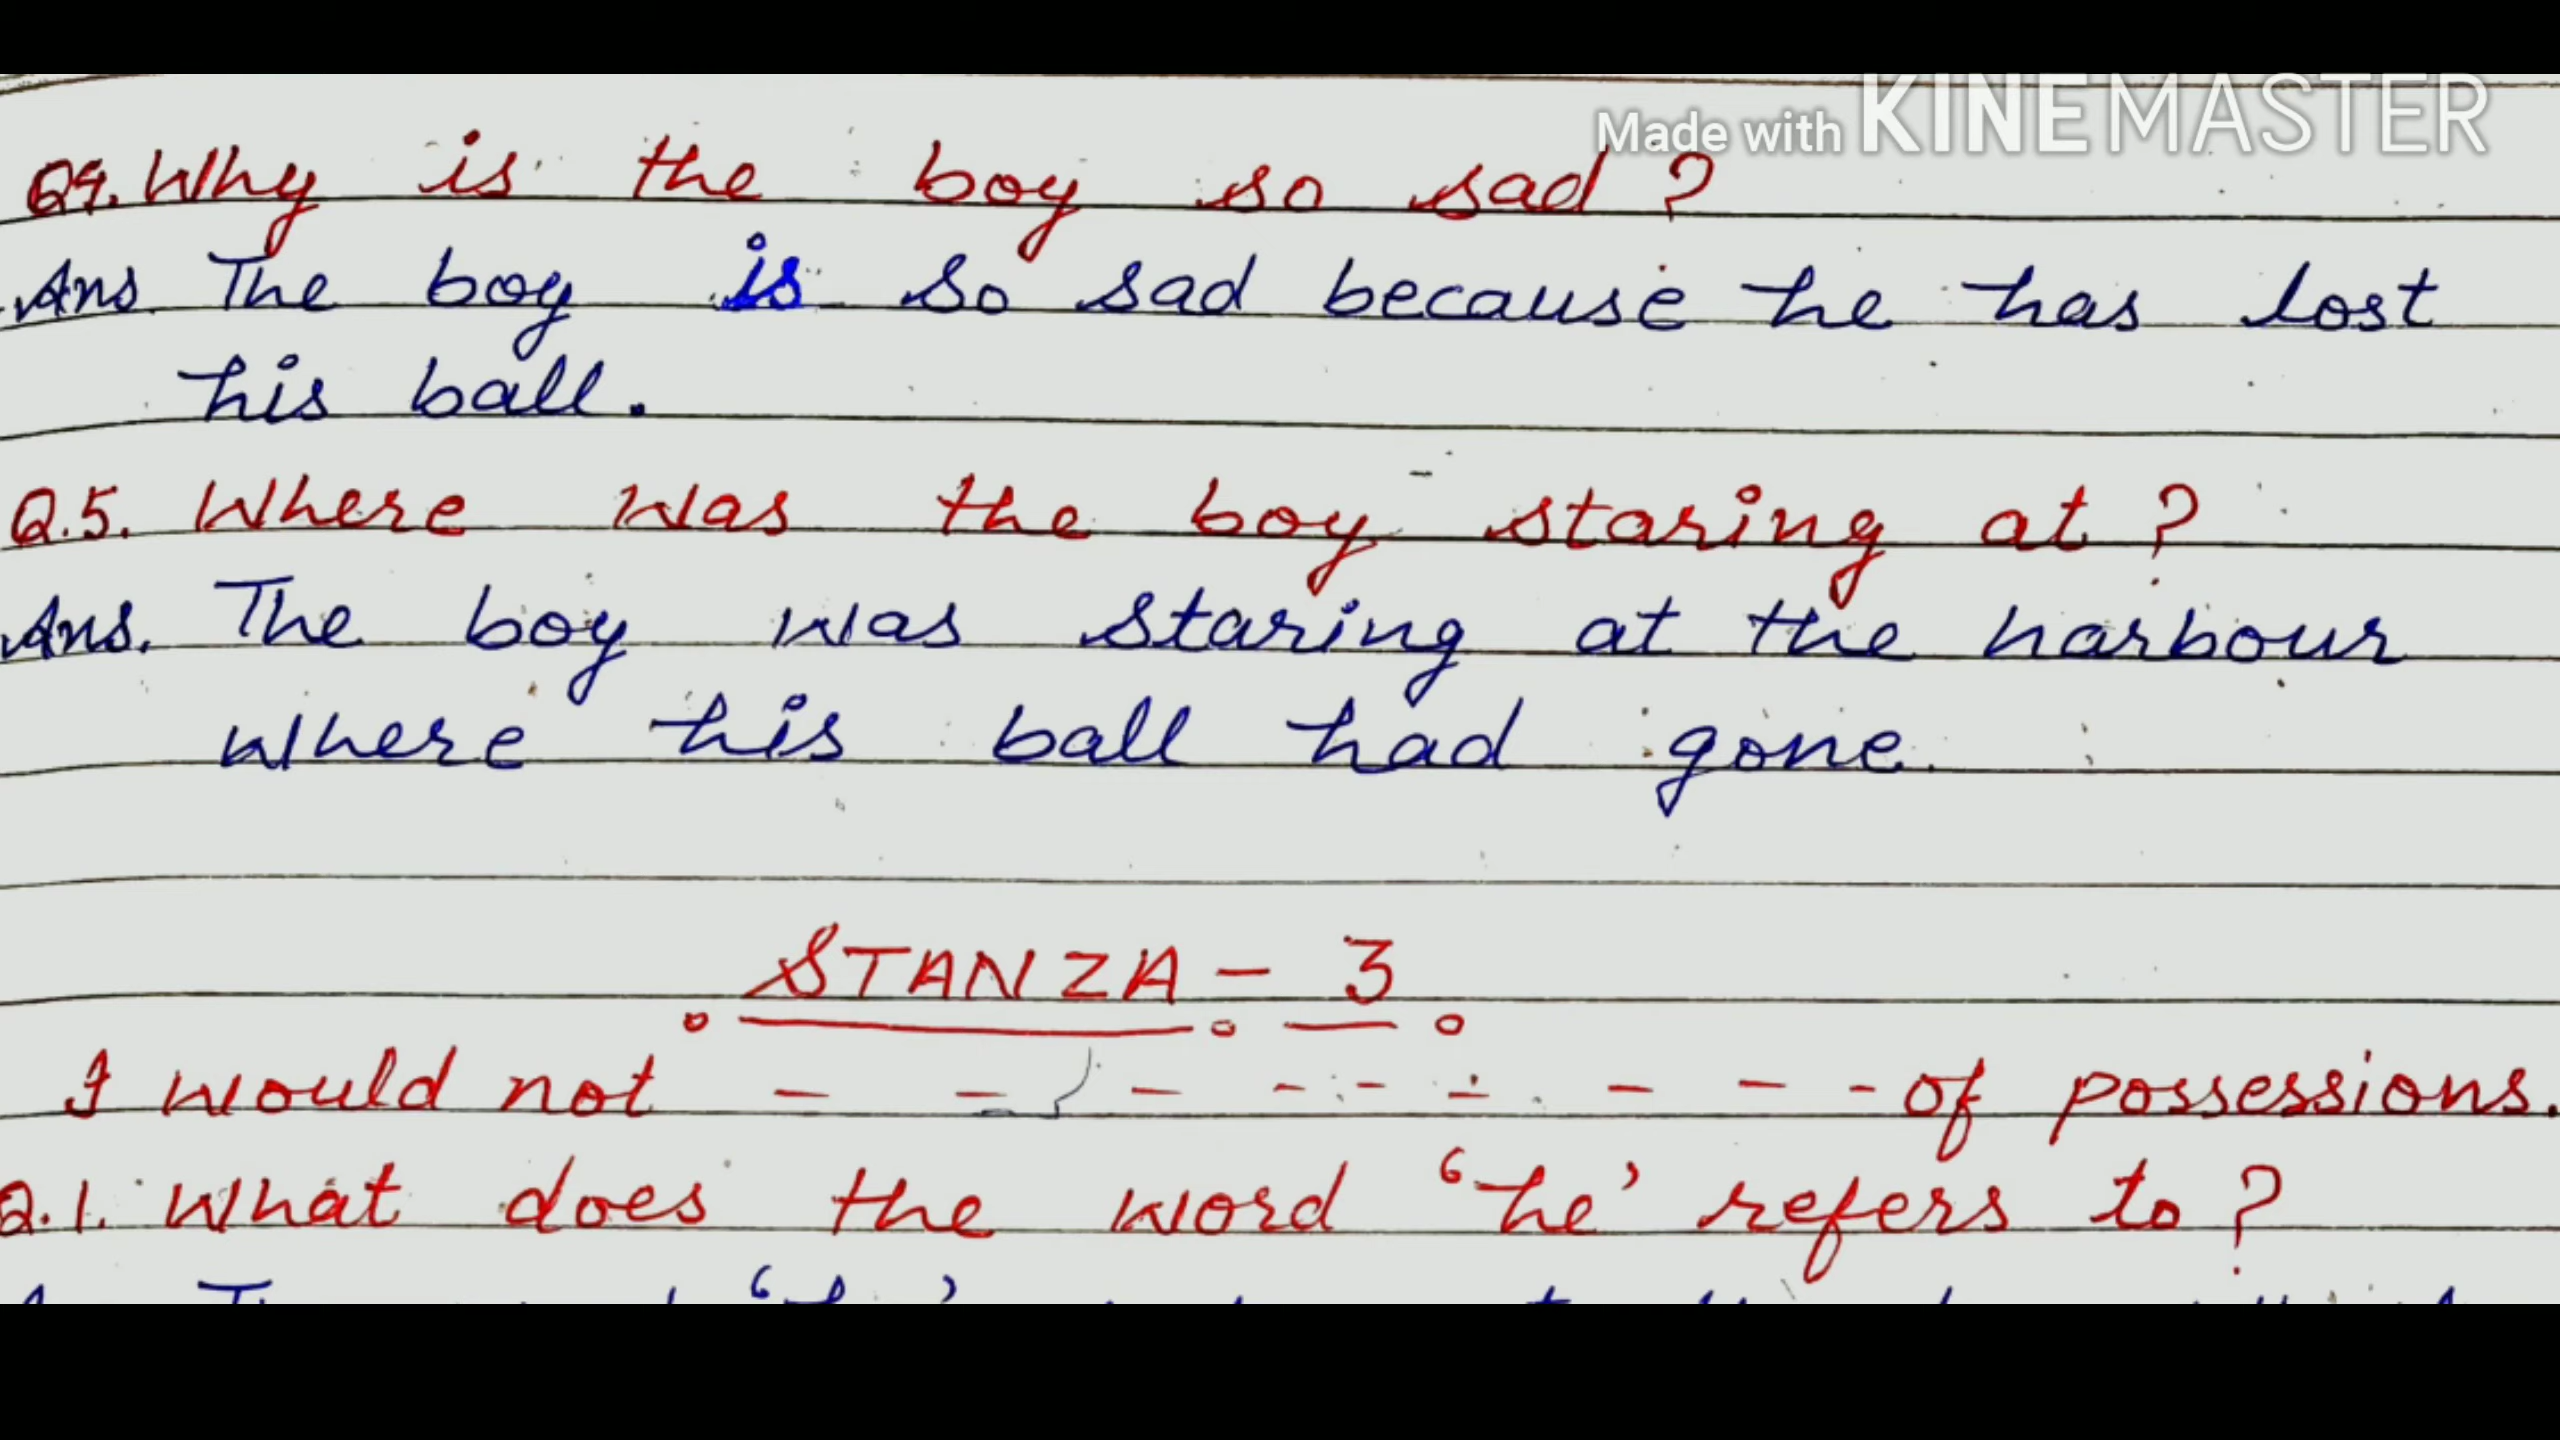 Made with KINEMASTER
Q4. Why is the boy so sad?
Ans. The boy is so sad because he has lost
his ball.
Q.5. Where was the boy staring at?
Ans. The boy was staring at the harbour
where his ball had gone.
STANZA - 3
I would not - - - - - - - - - of possessions.
Q.1. What does the word 'he' refers to?